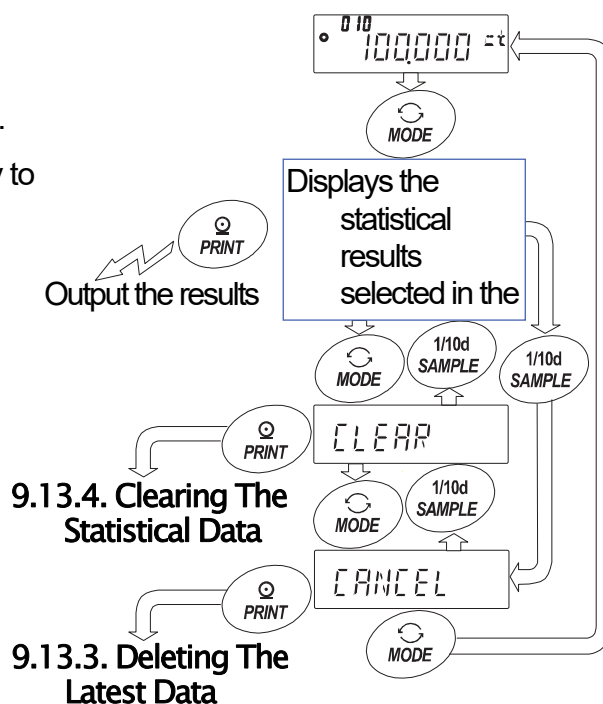 010
100.000 ct
MODE
.
y to
Displays the
statistical
results
selected in the
PRINT
Output the results
MODE
1/10d
SAMPLE
1/10d
SAMPLE
PRINT
CLEAR
9.13.4. Clearing The
Statistical Data
MODE
1/10d
SAMPLE
PRINT
CANCEL
9.13.3. Deleting The
Latest Data
MODE